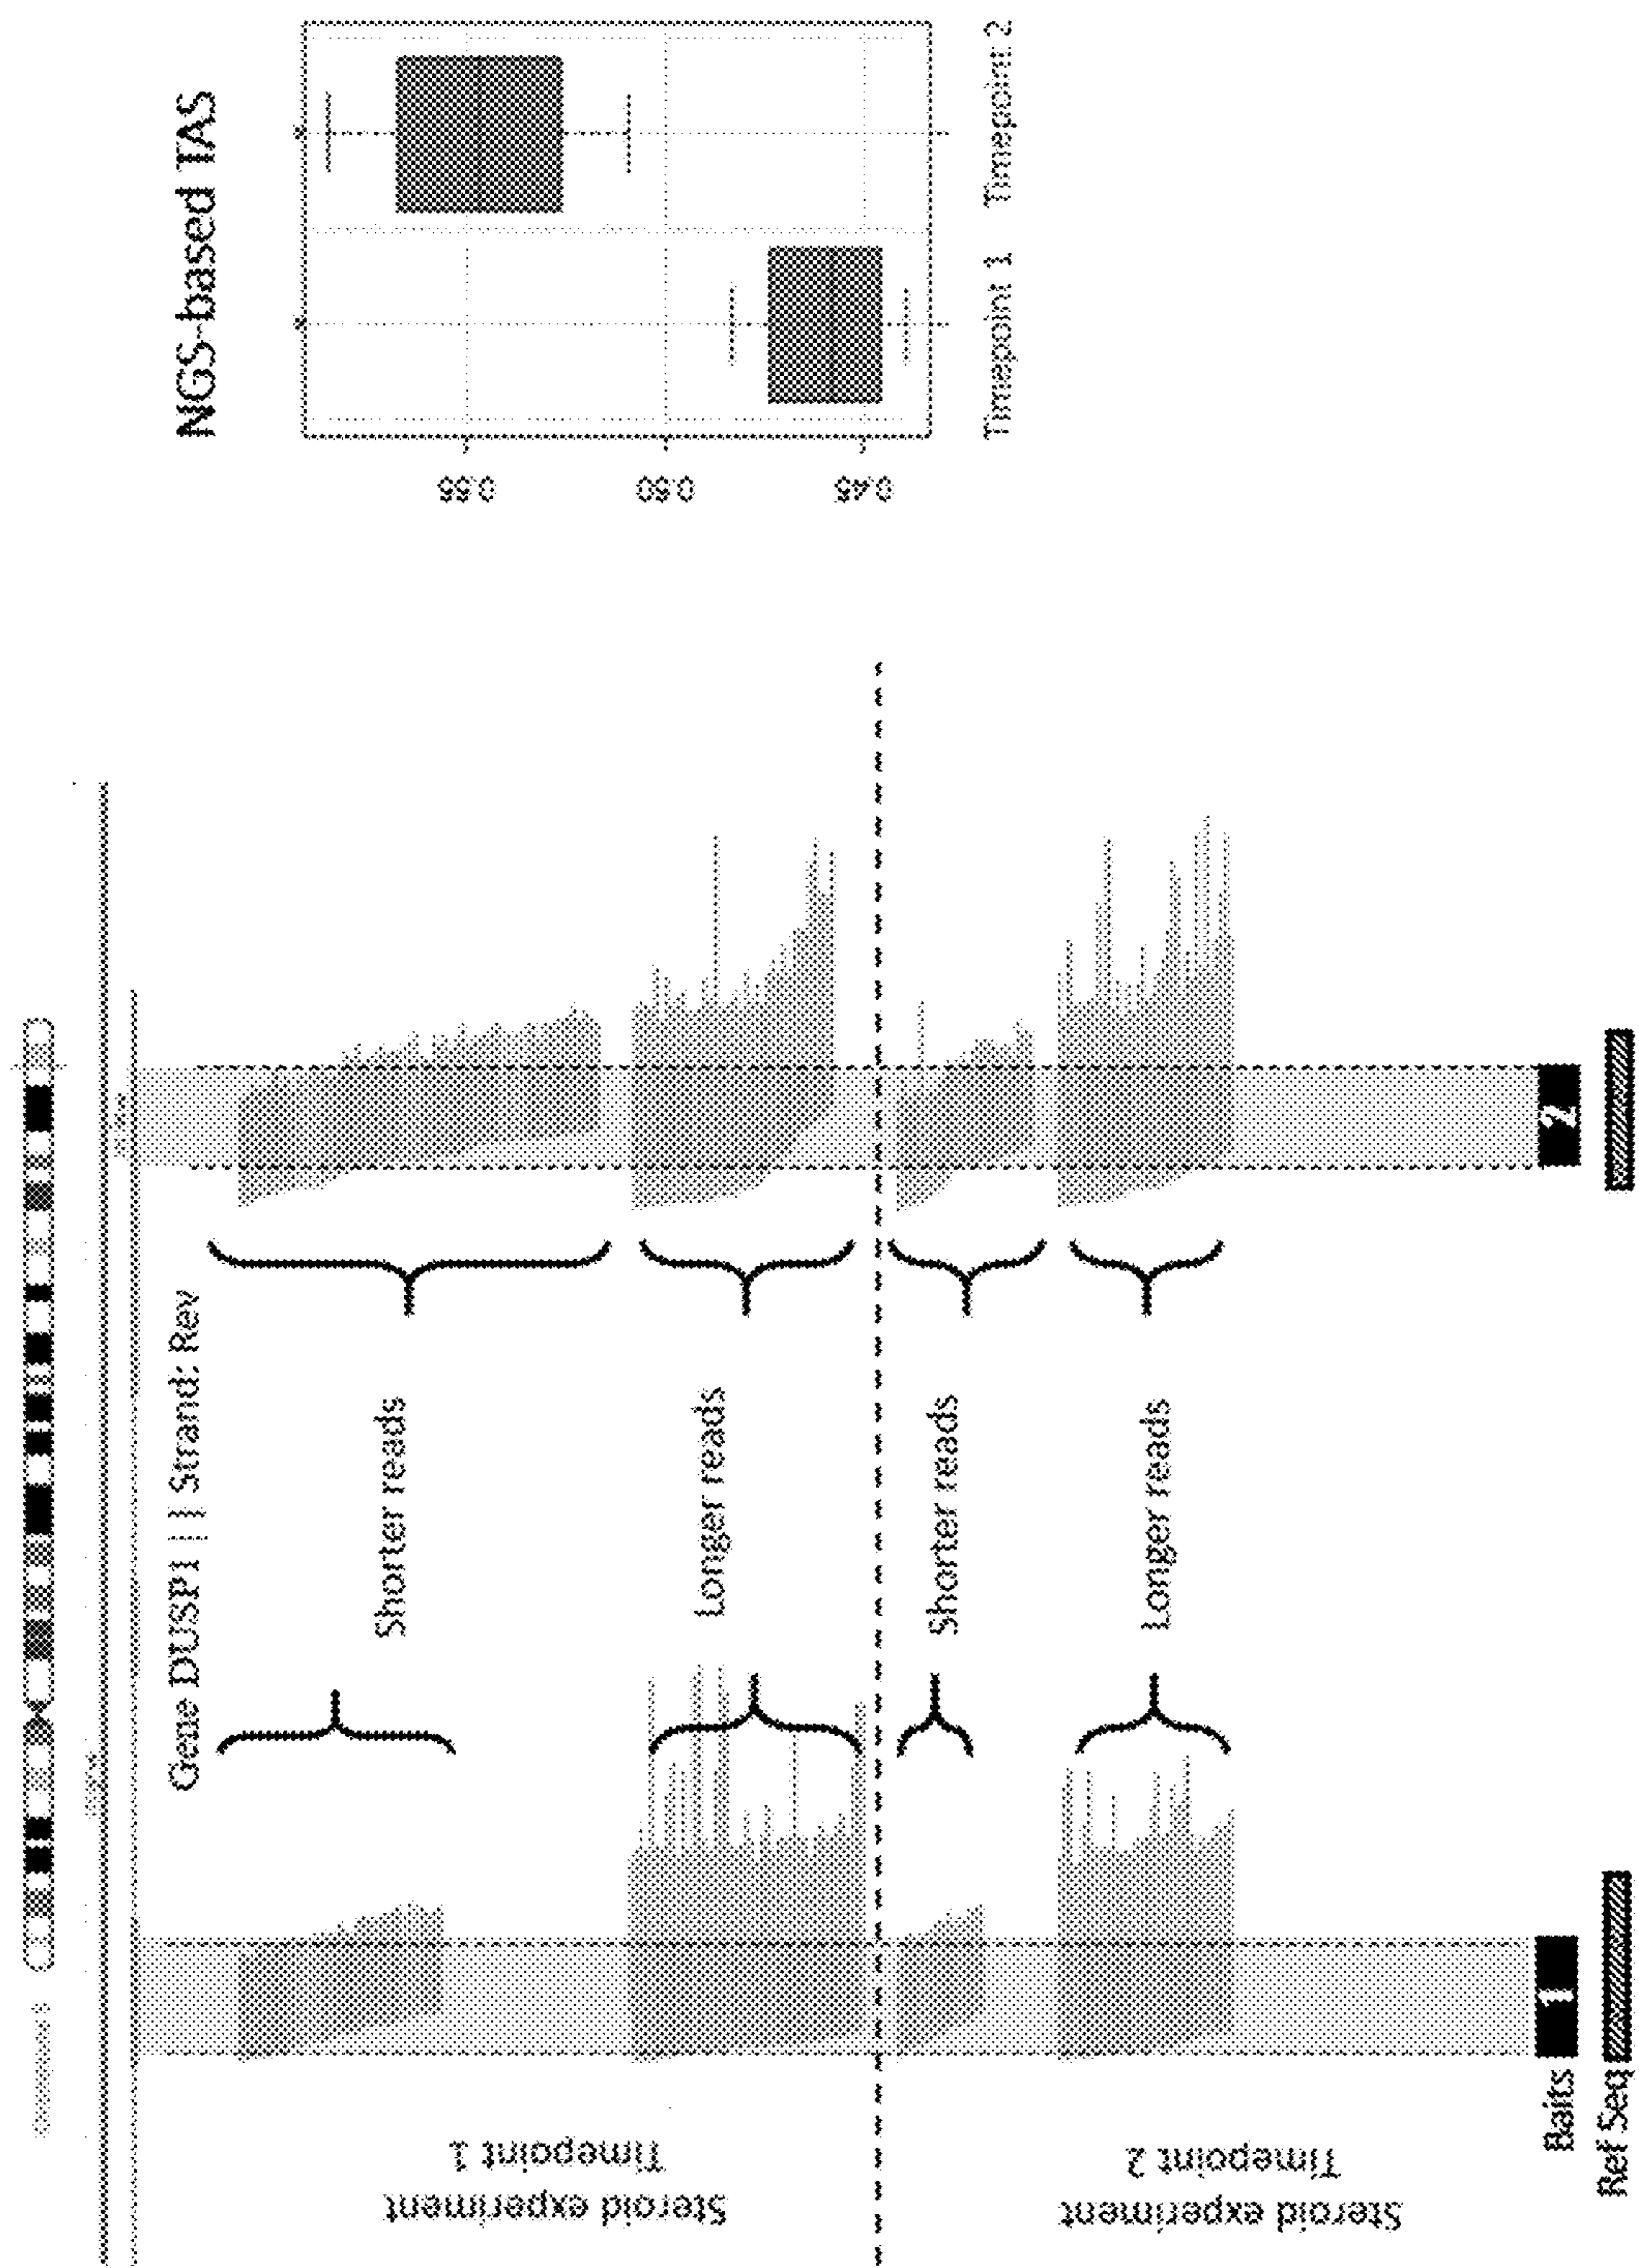 Gene DUSP1 || Strand: Rev
Shorter reads
Longer reads
Shorter reads
Longer reads
Steroid experiment
Timepoint 1
Steroid experiment
Timepoint 2
Baits
1
2
Ref Seq
NGS-based TAS
0.55
0.50
0.45
Timepoint 1
Timepoint 2